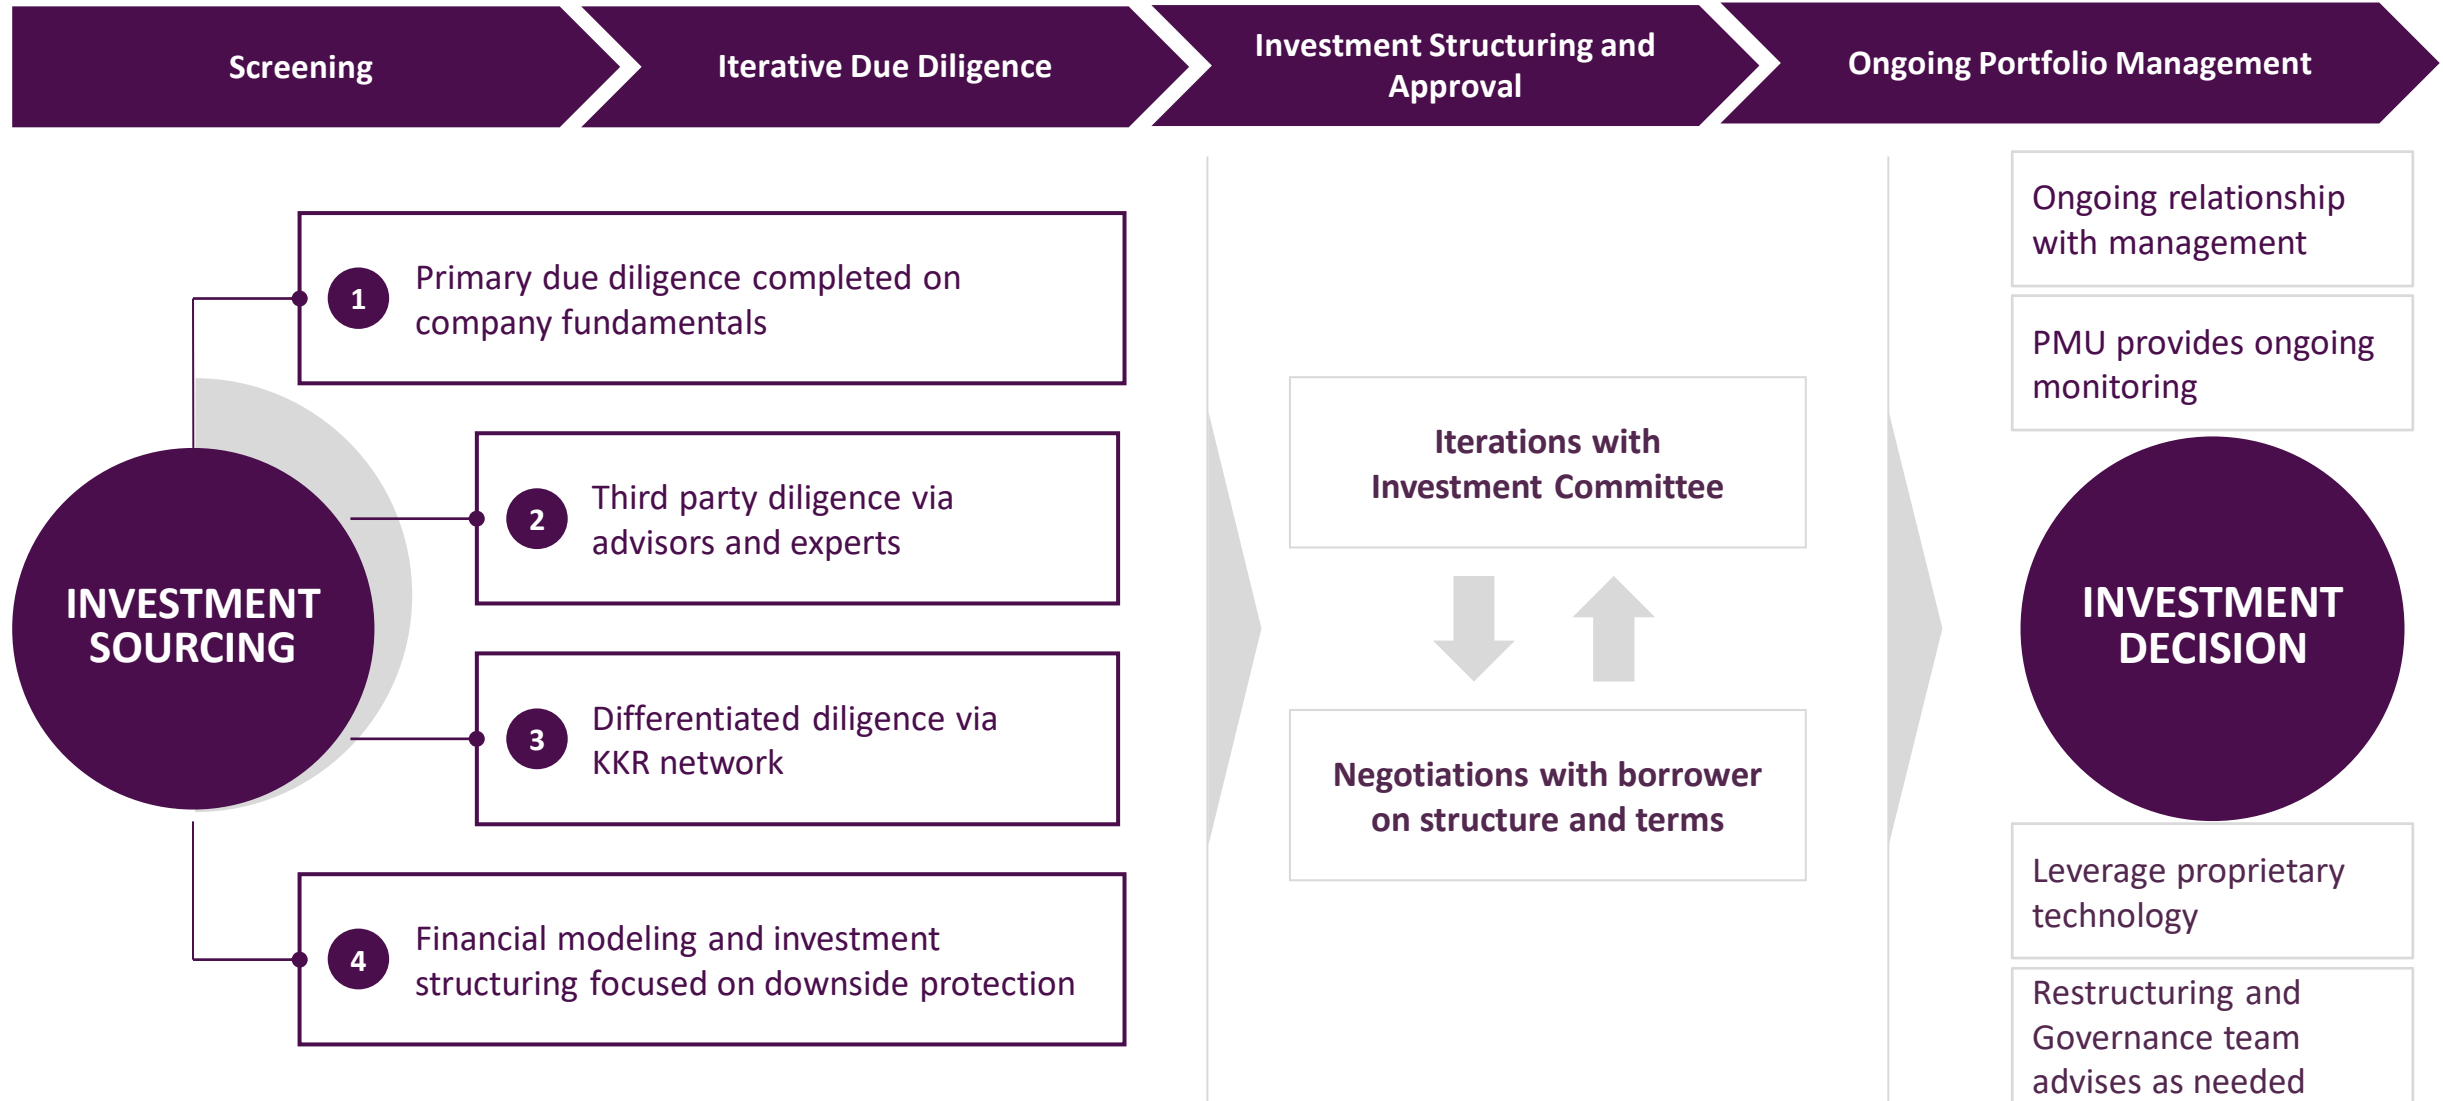 Screening
Iterative Due Diligence
Investment Structuring and
Approval
Ongoing Portfolio Management
INVESTMENT
SOURCING
1
Primary due diligence completed on
company fundamentals
2
Third party diligence via
advisors and experts
3
Differentiated diligence via
KKR network
4
Financial modeling and investment
structuring focused on downside protection
Iterations with
Investment Committee
Negotiations with borrower
on structure and terms
Ongoing relationship
with management
PMU provides ongoing
monitoring
INVESTMENT
DECISION
Leverage proprietary
technology
Restructuring and
Governance team
advises as needed